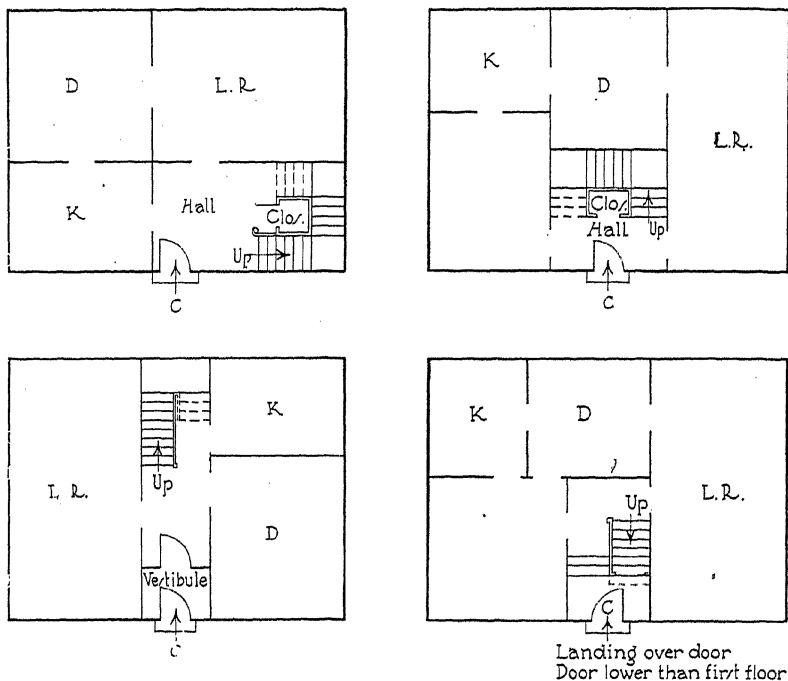 D
L.R.
K
Hall
Clos.
Up
C
K
D
L.R.
Clos.
Hall
Up
C
L. R.
K
Up
D
Vestibule
C
K
D
Up
L.R.
C
Landing over door
Door lower than first floor